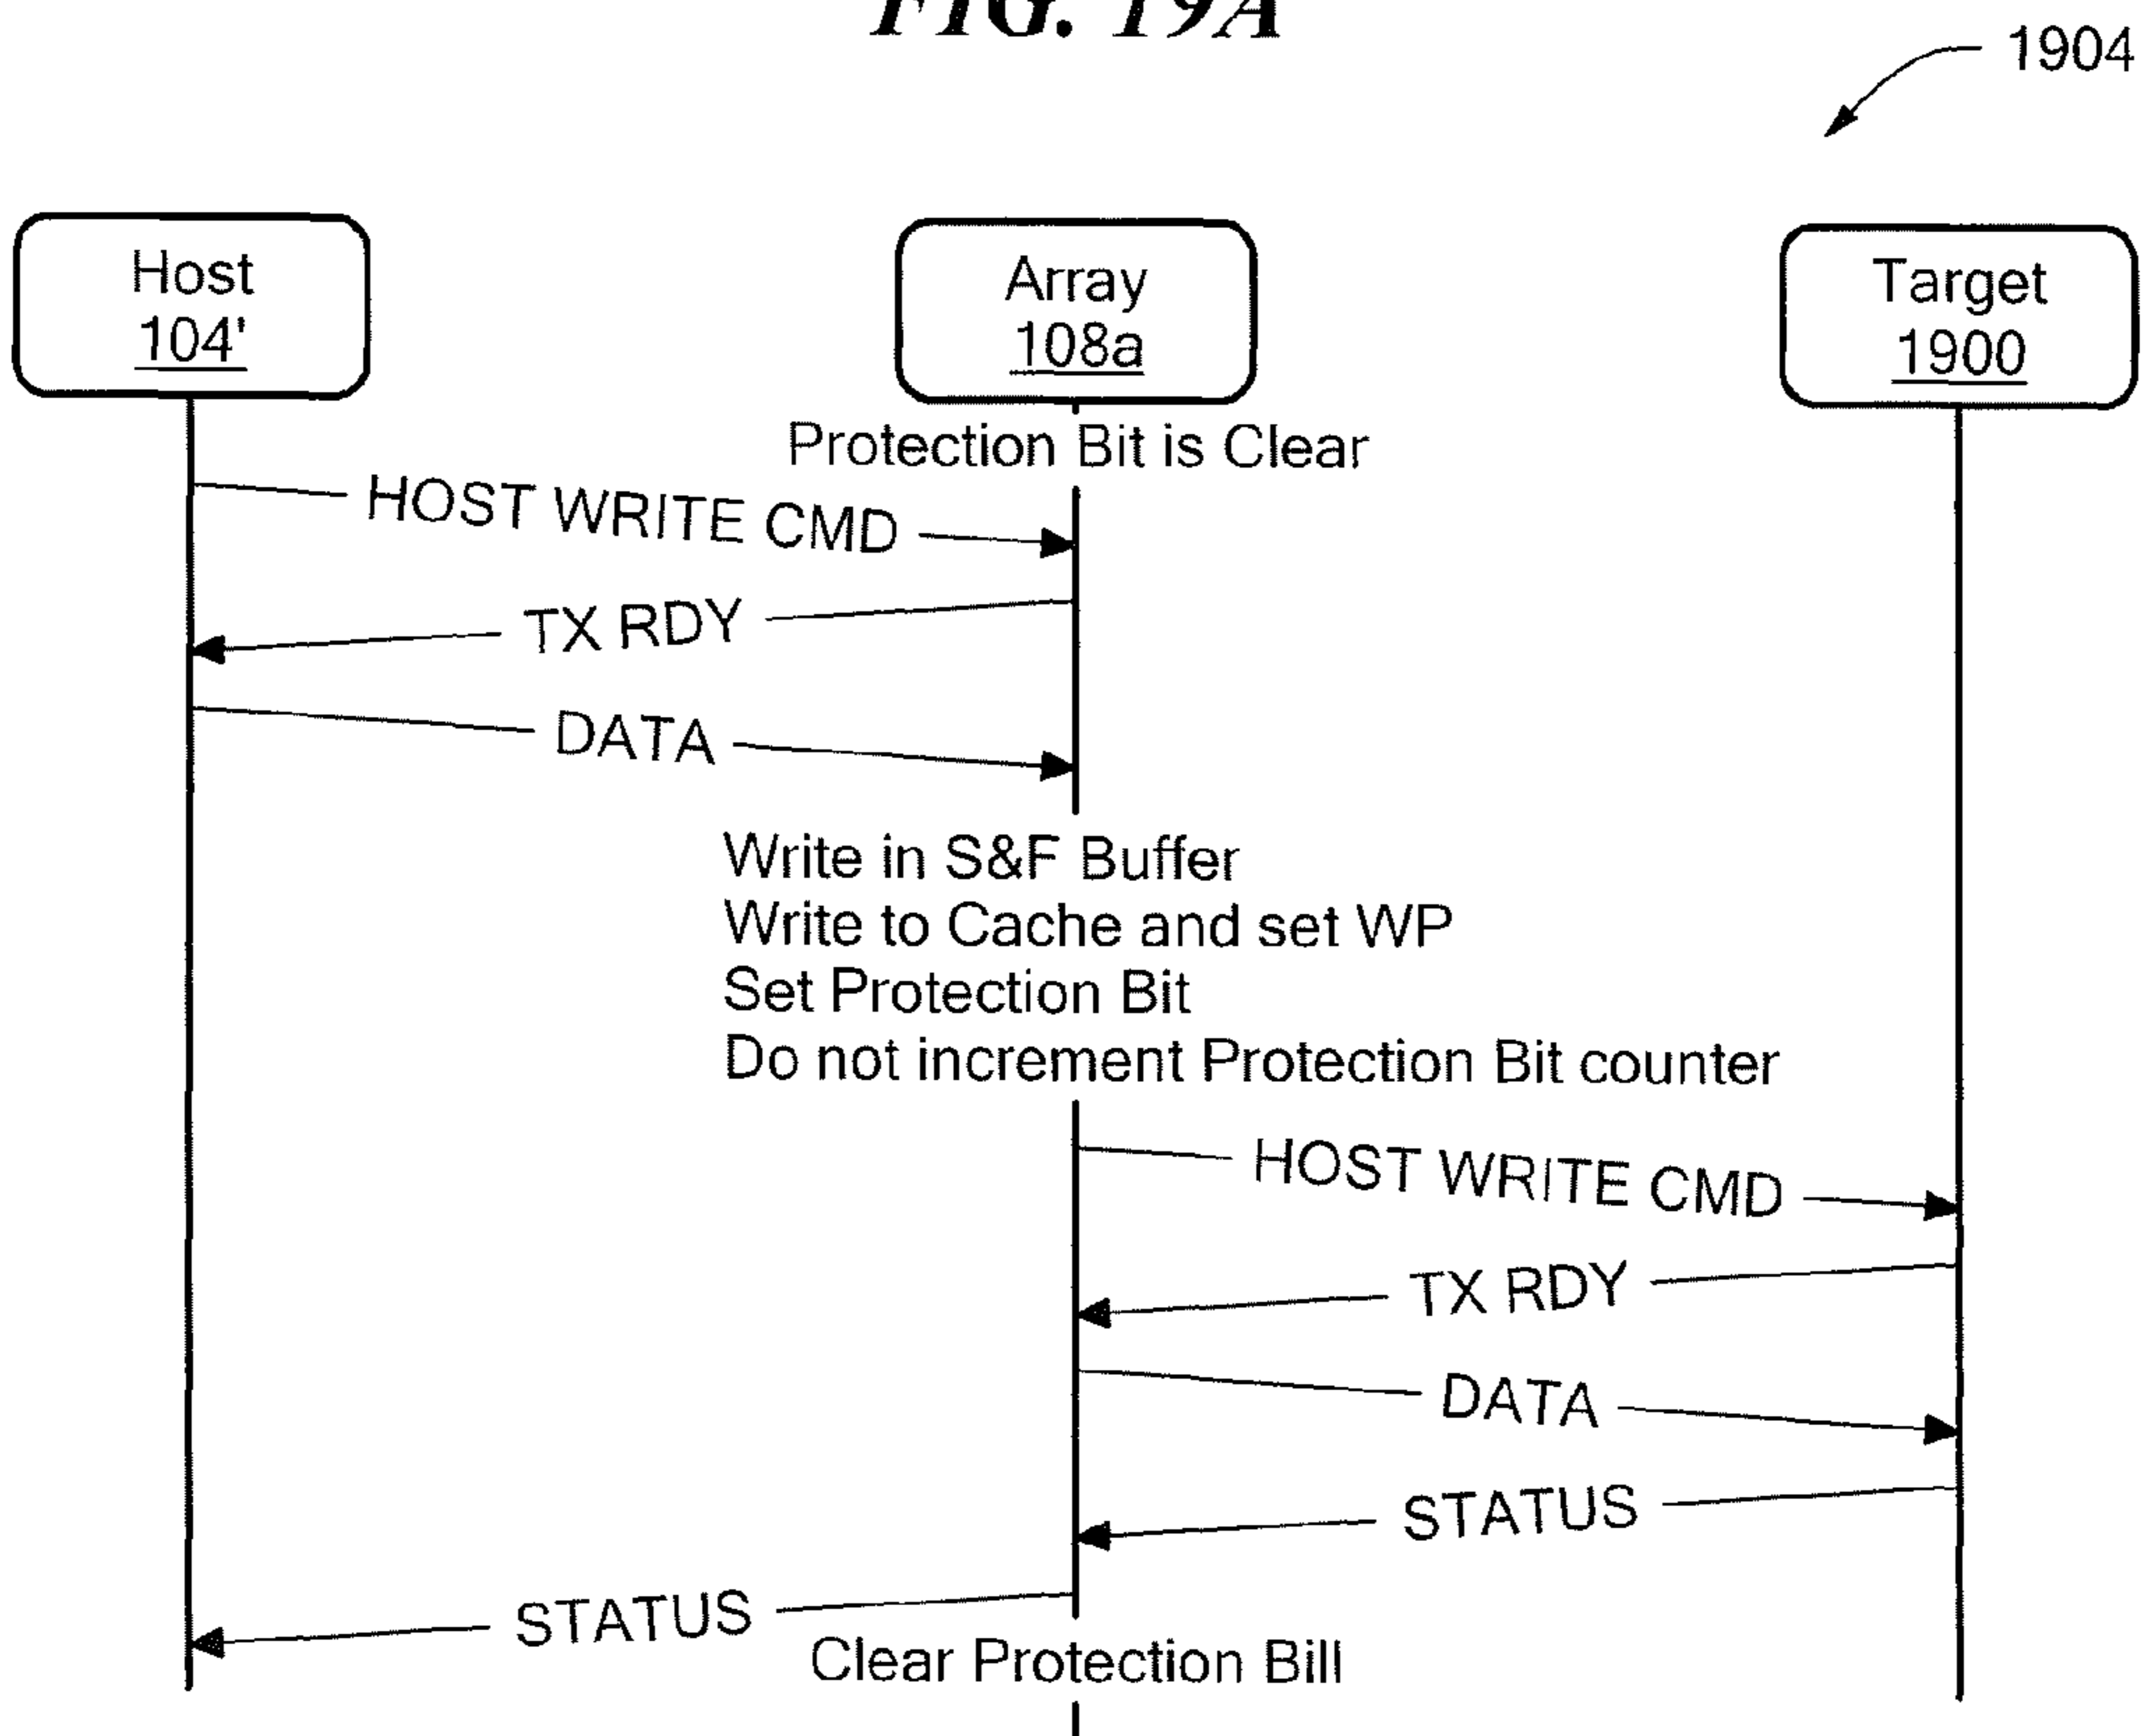 FIG. 19A
1904
Host
104'
Array
108a
Target
1900
Protection Bit is Clear
HOST WRITE CMD
TX RDY
DATA
Write in S&F Buffer
Write to Cache and set WP
Set Protection Bit
Do not increment Protection Bit counter
HOST WRITE CMD
TX RDY
DATA
STATUS
STATUS
Clear Protection Bill